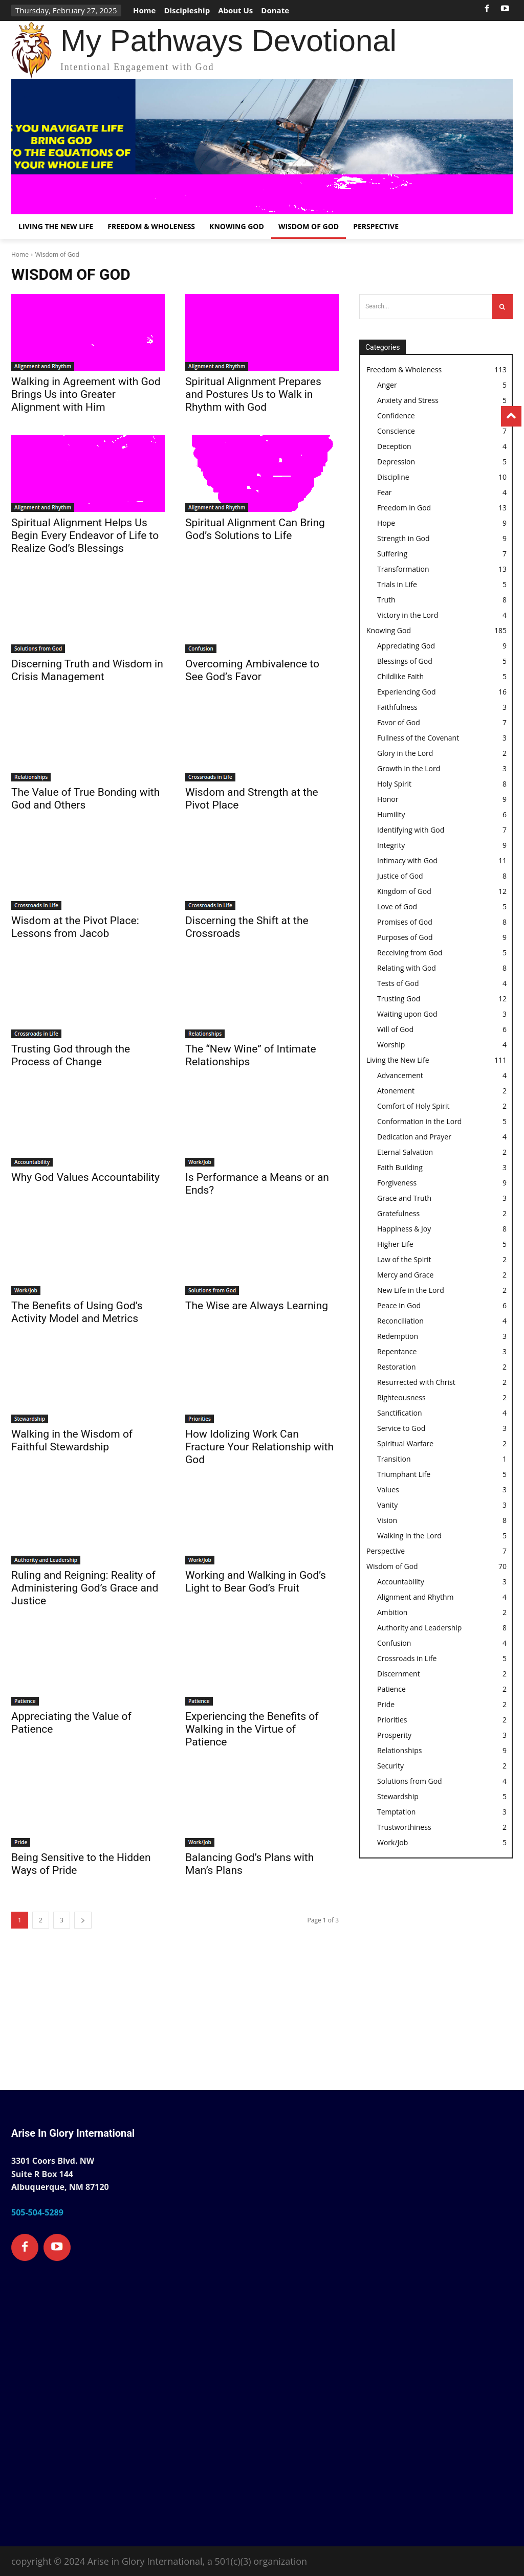 Thursday, February 27, 2025
Home
Discipleship
About Us
Donate
My Pathways Devotional
Intentional Engagement with God
S YOU NAVIGATE LIFE
BRING GOD
TO THE EQUATIONS OF
YOUR WHOLE LIFE
LIVING THE NEW LIFE
FREEDOM & WHOLENESS
KNOWING GOD
WISDOM OF GOD
PERSPECTIVE
Home › Wisdom of God
WISDOM OF GOD
Alignment and Rhythm
Walking in Agreement with God
Brings Us into Greater
Alignment with Him
Alignment and Rhythm
Spiritual Alignment Prepares
and Postures Us to Walk in
Rhythm with God
Alignment and Rhythm
Spiritual Alignment Helps Us
Begin Every Endeavor of Life to
Realize God’s Blessings
Alignment and Rhythm
Spiritual Alignment Can Bring
God’s Solutions to Life
Solutions from God
Discerning Truth and Wisdom in
Crisis Management
Confusion
Overcoming Ambivalence to
See God’s Favor
Relationships
The Value of True Bonding with
God and Others
Crossroads in Life
Wisdom and Strength at the
Pivot Place
Crossroads in Life
Wisdom at the Pivot Place:
Lessons from Jacob
Crossroads in Life
Discerning the Shift at the
Crossroads
Crossroads in Life
Trusting God through the
Process of Change
Relationships
The “New Wine” of Intimate
Relationships
Accountability
Why God Values Accountability
Work/Job
Is Performance a Means or an
Ends?
Work/Job
The Benefits of Using God’s
Activity Model and Metrics
Solutions from God
The Wise are Always Learning
Stewardship
Walking in the Wisdom of
Faithful Stewardship
Priorities
How Idolizing Work Can
Fracture Your Relationship with
God
Authority and Leadership
Ruling and Reigning: Reality of
Administering God’s Grace and
Justice
Work/Job
Working and Walking in God’s
Light to Bear God’s Fruit
Patience
Appreciating the Value of
Patience
Patience
Experiencing the Benefits of
Walking in the Virtue of
Patience
Pride
Being Sensitive to the Hidden
Ways of Pride
Work/Job
Balancing God’s Plans with
Man’s Plans
1 2 3
Page 1 of 3
Search...
Categories
Freedom & Wholeness 113
Anger 5
Anxiety and Stress 5
Confidence
Conscience 7
Deception 4
Depression 5
Discipline 10
Fear 4
Freedom in God 13
Hope 9
Strength in God 9
Suffering 7
Transformation 13
Trials in Life 5
Truth 8
Victory in the Lord 4
Knowing God 185
Appreciating God 9
Blessings of God 5
Childlike Faith 5
Experiencing God 16
Faithfulness 3
Favor of God 7
Fullness of the Covenant 3
Glory in the Lord 2
Growth in the Lord 3
Holy Spirit 8
Honor 9
Humility 6
Identifying with God 7
Integrity 9
Intimacy with God 11
Justice of God 8
Kingdom of God 12
Love of God 5
Promises of God 8
Purposes of God 9
Receiving from God 5
Relating with God 8
Tests of God 4
Trusting God 12
Waiting upon God 3
Will of God 6
Worship 4
Living the New Life 111
Advancement 4
Atonement 2
Comfort of Holy Spirit 2
Conformation in the Lord 5
Dedication and Prayer 4
Eternal Salvation 2
Faith Building 3
Forgiveness 9
Grace and Truth 3
Gratefulness 2
Happiness & Joy 8
Higher Life 5
Law of the Spirit 2
Mercy and Grace 2
New Life in the Lord 2
Peace in God 6
Reconciliation 4
Redemption 3
Repentance 3
Restoration 2
Resurrected with Christ 2
Righteousness 2
Sanctification 4
Service to God 3
Spiritual Warfare 2
Transition 1
Triumphant Life 5
Values 3
Vanity 3
Vision 8
Walking in the Lord 5
Perspective 7
Wisdom of God 70
Accountability 3
Alignment and Rhythm 4
Ambition 2
Authority and Leadership 8
Confusion 4
Crossroads in Life 5
Discernment 2
Patience 2
Pride 2
Priorities 2
Prosperity 3
Relationships 9
Security 2
Solutions from God 4
Stewardship 5
Temptation 3
Trustworthiness 2
Work/Job 5
Arise In Glory International
3301 Coors Blvd. NW
Suite R Box 144
Albuquerque, NM 87120
505-504-5289
copyright © 2024 Arise in Glory International, a 501(c)(3) organization